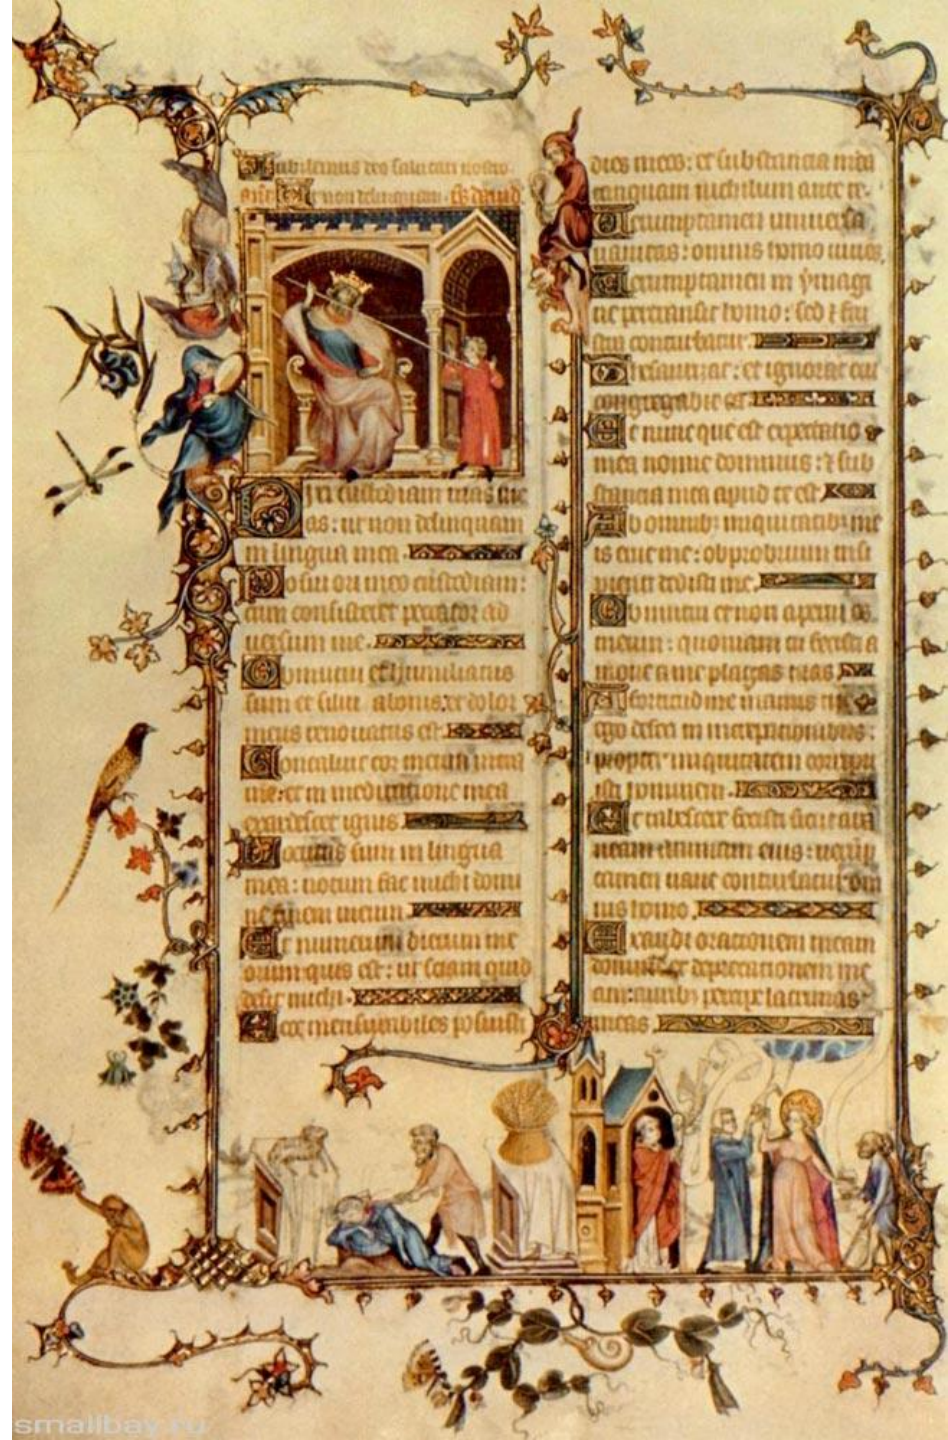 Jubilemus deo salutari nostro.
non delinquam. david
Dixi custodiam vias me
as: ut non delinquam
in lingua mea.
Posui ori meo custodiam:
cum consisteret peccator ad
versum me.
Obmutui et humiliatus
sum et silui a bonis: et dolor
meus renovatus est.
Concaluit cor meum intra
me: et in meditatione mea
exardescet ignis.
Locutus sum in lingua
mea: notum fac michi domi
ne finem meum.
Et numerum dierum me
orum quis est: ut sciam quid
desit michi.
Ecce mensurabiles posuisti
dies meos: et substancia mea
tanquam nichilum ante te.
Verumptamen universa
vanitas: omnis homo vivens.
Verumptamen in ymagi
ne pertransit homo: sed et fru
stra conturbatur.
Thesaurizat: et ignorat cui
congregabit ea.
Et nunc que est expectatio
mea nonne dominus: et sub
stancia mea apud te est.
Ab omnibus iniquitatibus me
is erue me: obprobrium insi
pienti dedisti me.
Obmutui et non aperui os
meum: quoniam tu fecisti a
move a me plagas tuas.
A fortitudine manus tue
ego defeci in increpationibus:
propter iniquitatem corripu
isti hominem.
Et tabescere fecisti sicut ara
neam animam eius: verum
tamen vane conturbatur om
nis homo.
Exaudi orationem meam
domine et deprecationem me
am: auribus percipe lacrimas
meas.
smallbay.ru